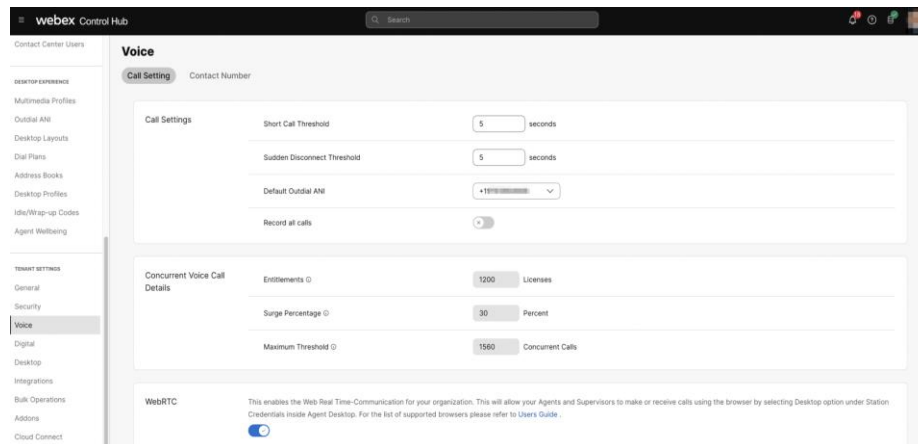 webex Control Hub
Search
Contact Center Users
DESKTOP EXPERIENCE
Multimedia Profiles
Outdial ANI
Desktop Layouts
Dial Plans
Address Books
Desktop Profiles
Idle/Wrap-up Codes
Agent Wellbeing
TENANT SETTINGS
General
Security
Voice
Digital
Desktop
Integrations
Bulk Operations
Addons
Cloud Connect
Voice
Call Setting
Contact Number
Call Settings
Short Call Threshold 5 seconds
Sudden Disconnect Threshold 5 seconds
Default Outdial ANI
Record all calls
Concurrent Voice Call
Details
Entitlements 1200 Licenses
Surge Percentage 30 Percent
Maximum Threshold 1560 Concurrent Calls
WebRTC
This enables the Web Real Time-Communication for your organization. This will allow your Agents and Supervisors to make or receive calls using the browser by selecting Desktop option under Station
Credentials inside Agent Desktop. For the list of supported browsers please refer to Users Guide .